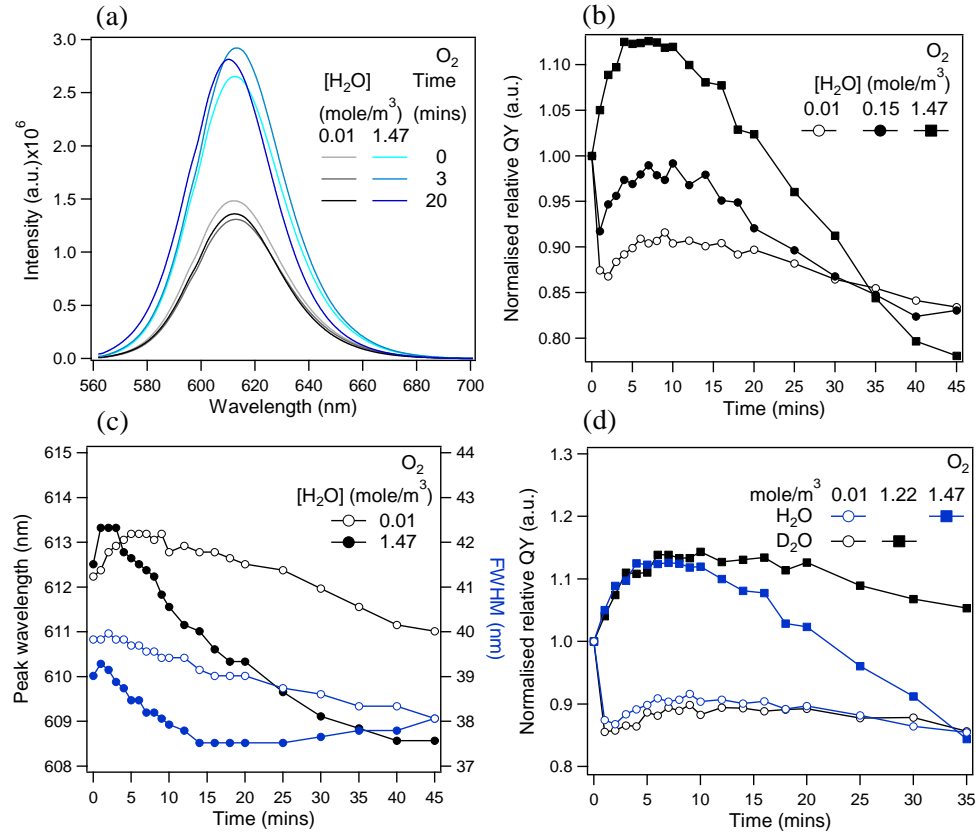 (a)
O2
[H2O] Time
(mole/m3) (mins)
0.01 1.47
0
3
20
Intensity (a.u.)x10^6
3.0
2.5
2.0
1.5
1.0
0.5
0.0
560 580 600 620 640 660 680 700
Wavelength (nm)
(b)
O2
[H2O] (mole/m3)
0.01 0.15 1.47
Normalised relative QY (a.u.)
1.10
1.00
0.90
0.85
0.80
0 5 10 15 20 25 30 35 40 45
Time (mins)
(c)
O2
[H2O] (mole/m3)
0.01
1.47
Peak wavelength (nm)
615
614
613
612
611
610
609
608
FWHM (nm)
44
43
42
41
40
39
38
37
0 5 10 15 20 25 30 35 40 45
Time (mins)
(d)
O2
mole/m3 0.01 1.22 1.47
H2O
D2O
Normalised relative QY (a.u.)
1.3
1.2
1.1
1.0
0.9
0.8
0 5 10 15 20 25 30 35
Time (mins)